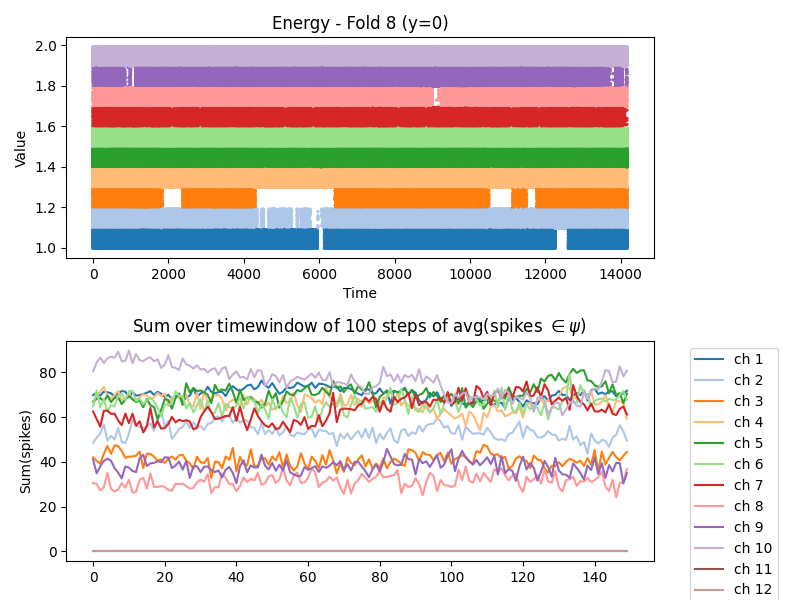 Energy - Fold 8 (y=0)
Value
2.0
1.8
1.6
1.4
1.2
1.0
0 2000 4000 6000 8000 10000 12000 14000
Time
Sum over timewindow of 100 steps of avg(spikes ∈ψ)
Sum(spikes)
80
60
40
20
0
0 20 40 60 80 100 120 140
ch 1
ch 2
ch 3
ch 4
ch 5
ch 6
ch 7
ch 8
ch 9
ch 10
ch 11
ch 12